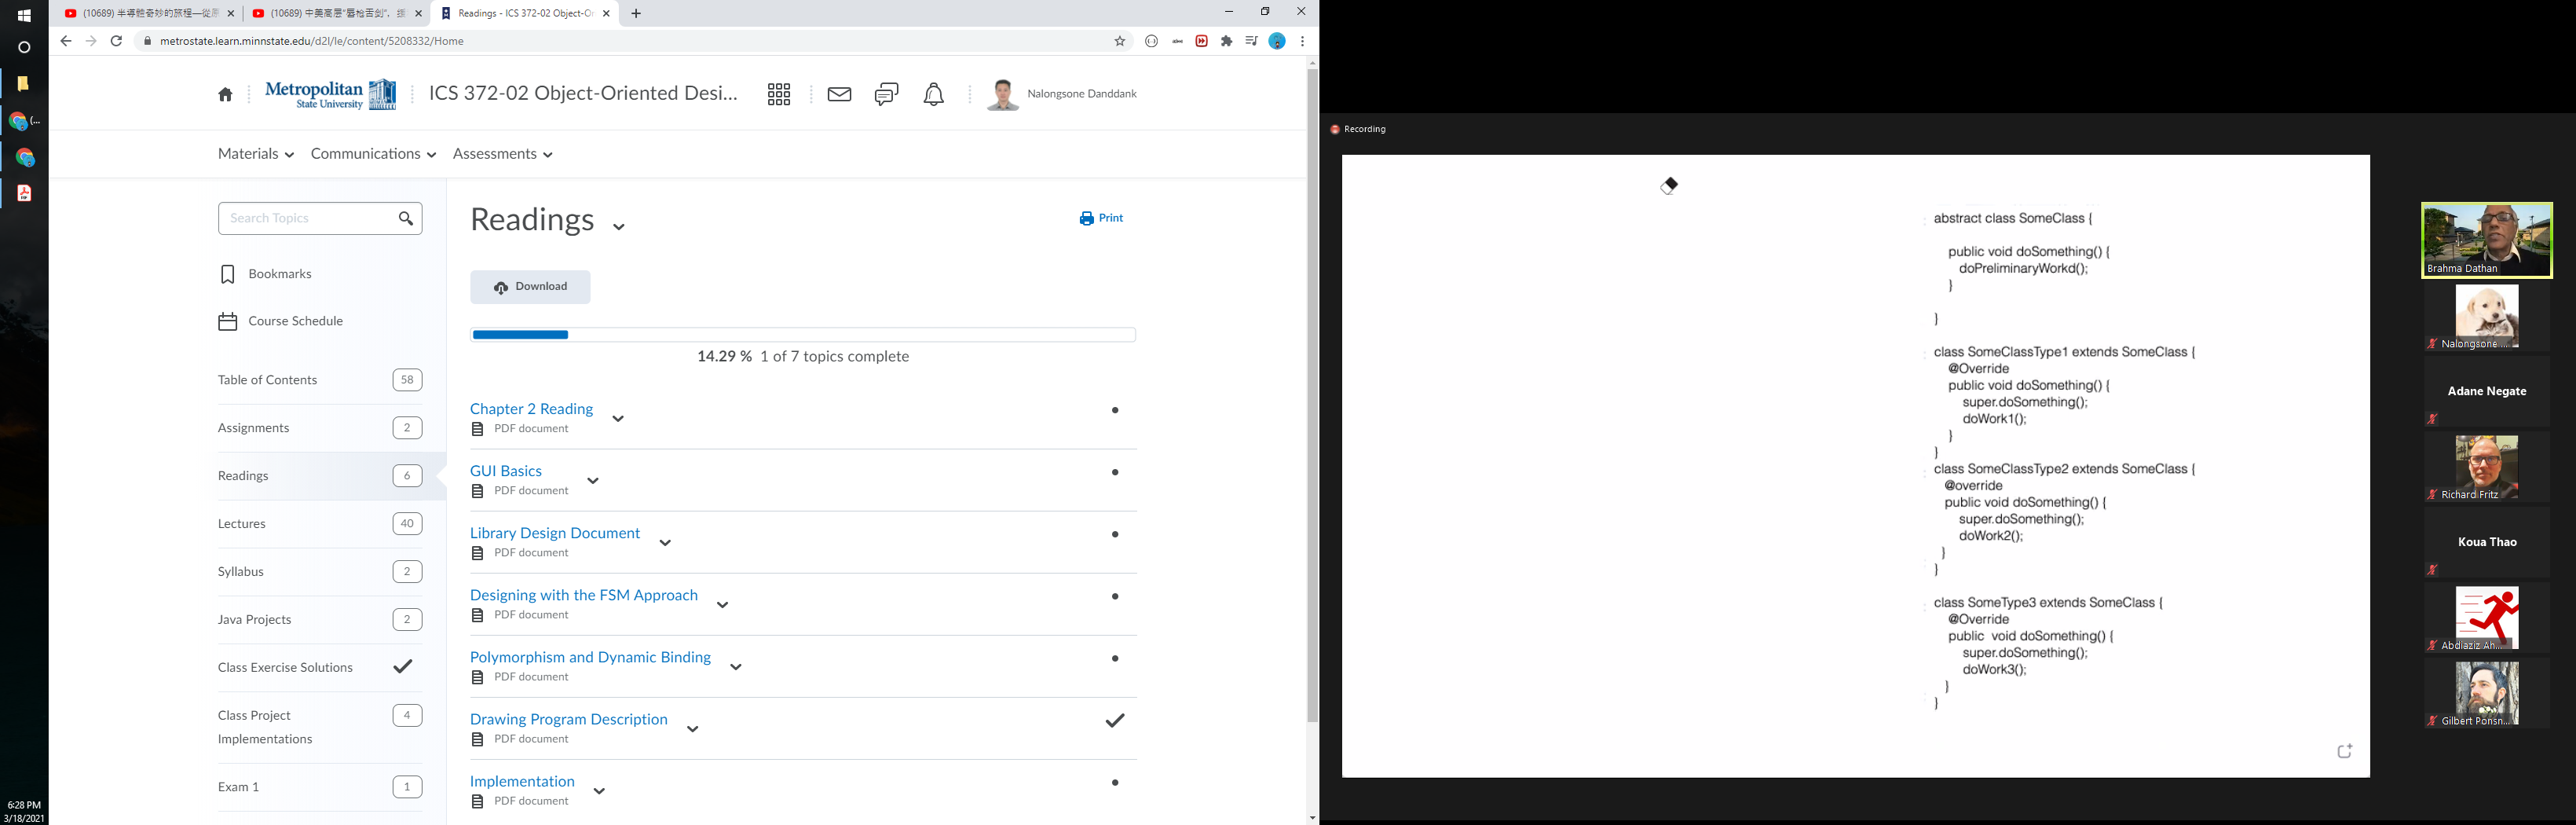 (10689) 半導體奇妙的旅程—從原
(10689) 中美高層"唇枪舌剑"，
Readings - ICS 372-02 Object-Or
metrostate.learn.minnstate.edu/d2l/le/content/5208332/Home
Metropolitan
State University
ICS 372-02 Object-Oriented Desi...
Nalongsone Danddank
Materials
Communications
Assessments
Search Topics
Bookmarks
Course Schedule
Table of Contents
58
Assignments
2
Readings
6
Lectures
40
Syllabus
2
Java Projects
2
Class Exercise Solutions
Class Project
Implementations
4
Exam 1
1
Readings
Print
Download
14.29 % 1 of 7 topics complete
Chapter 2 Reading
PDF document
GUI Basics
PDF document
Library Design Document
PDF document
Designing with the FSM Approach
PDF document
Polymorphism and Dynamic Binding
PDF document
Drawing Program Description
PDF document
Implementation
PDF document
6:28 PM
3/18/2021
Recording
abstract class SomeClass {
public void doSomething() {
doPreliminaryWorkd();
}
}
class SomeClassType1 extends SomeClass {
@Override
public void doSomething() {
super.doSomething();
doWork1();
}
}
class SomeClassType2 extends SomeClass {
@override
public void doSomething() {
super.doSomething();
doWork2();
}
}
class SomeType3 extends SomeClass {
@Override
public  void doSomething() {
super.doSomething();
doWork3();
}
}
Brahma Dathan
Nalongsone ...
Adane Negate
Richard Fritz
Koua Thao
Abdiaziz Ah...
Gilbert Ponsn...